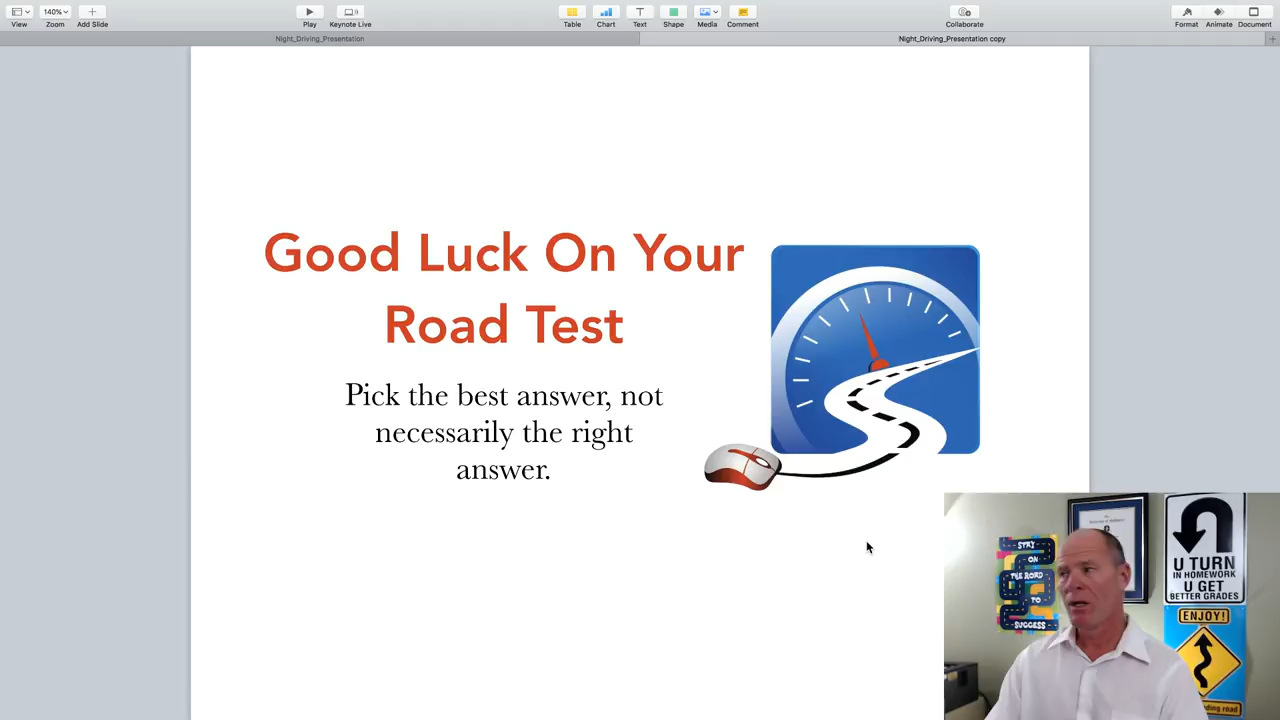 View
Zoom
Add Slide
Play
Keynote Live
Table
Chart
Text
Shape
Media
Comment
Collaborate
Format
Animate
Document
140%
Night_Driving_Presentation
Night_Driving_Presentation copy
Good Luck On Your
Road Test
Pick the best answer, not
necessarily the right
answer.
STAY
ON
THE ROAD
TO
SUCCESS
U TURN
IN HOMEWORK
U GET
BETTER GRADES
ENJOY!
road